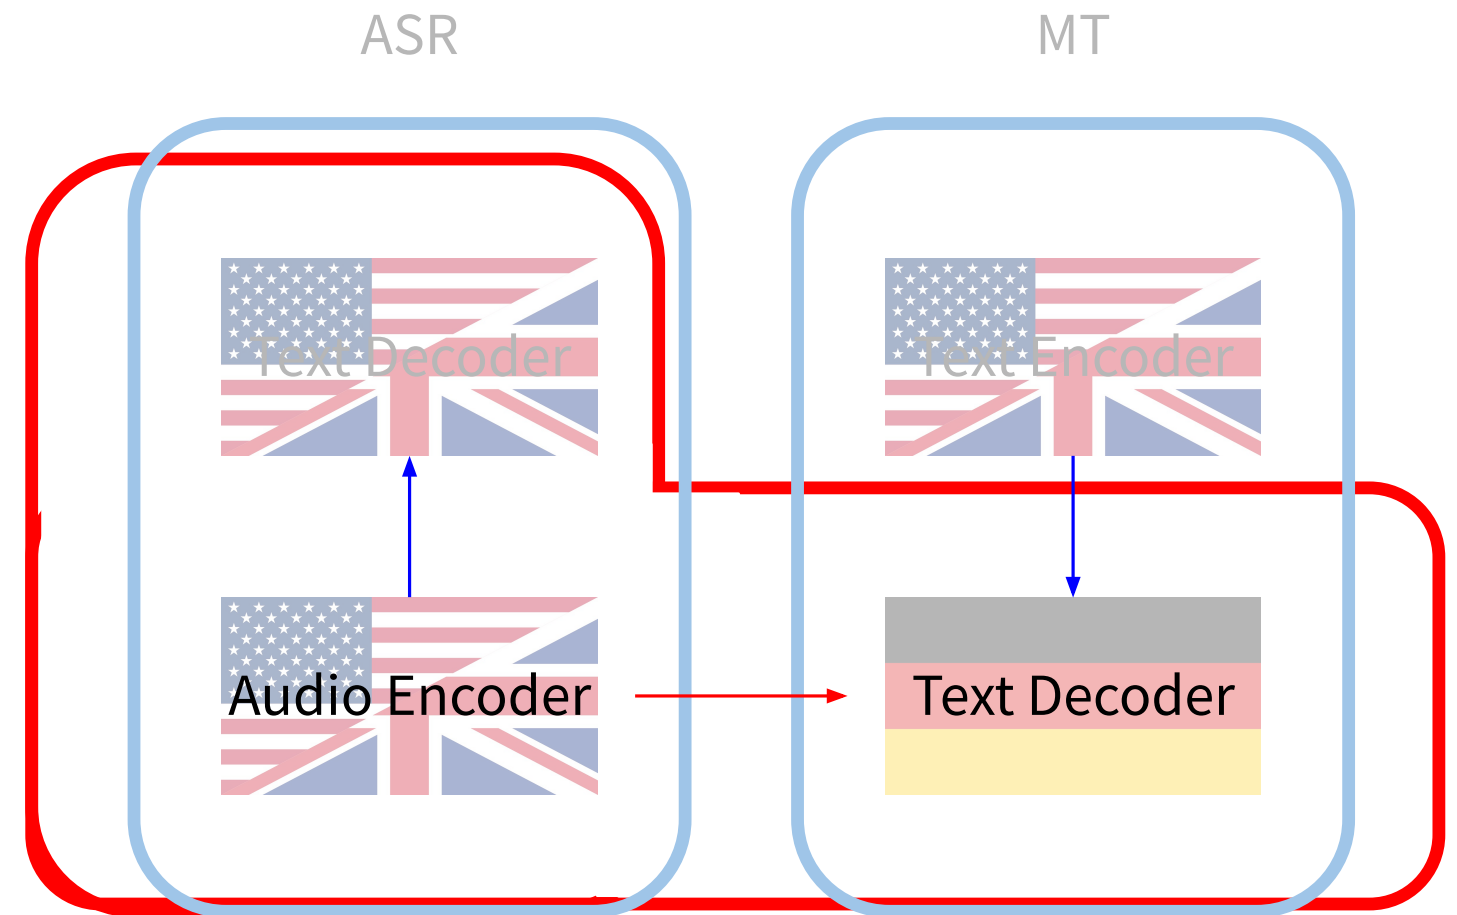 ASR
MT
Text Decoder
Text Encoder
Audio Encoder
Text Decoder